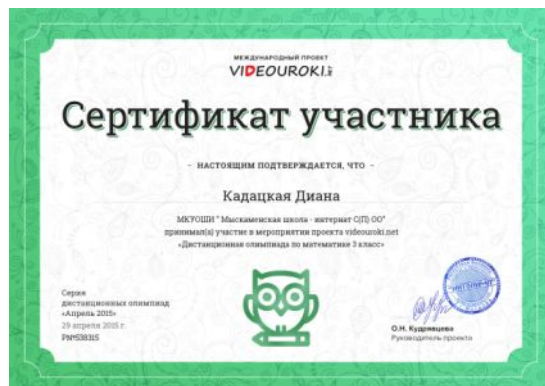 МЕЖДУНАРОДНЫЙ ПРОЕКТ
VIDEOUROKI.net
Сертификат участника
- НАСТОЯЩИМ ПОДТВЕРЖДАЕТСЯ, ЧТО -
Кадацкая Диана
МКУОШИ " Мыскаменская школа - интернат С(П) ОО"
принимал(а) участие в мероприятии проекта videouroki.net
«Дистанционная олимпиада по математике 3 класс»
Серия
дистанционных олимпиад
«Апрель 2015»
29 апреля 2015 г.
PN№538315
О.Н. Кудрявцева
Руководитель проекта